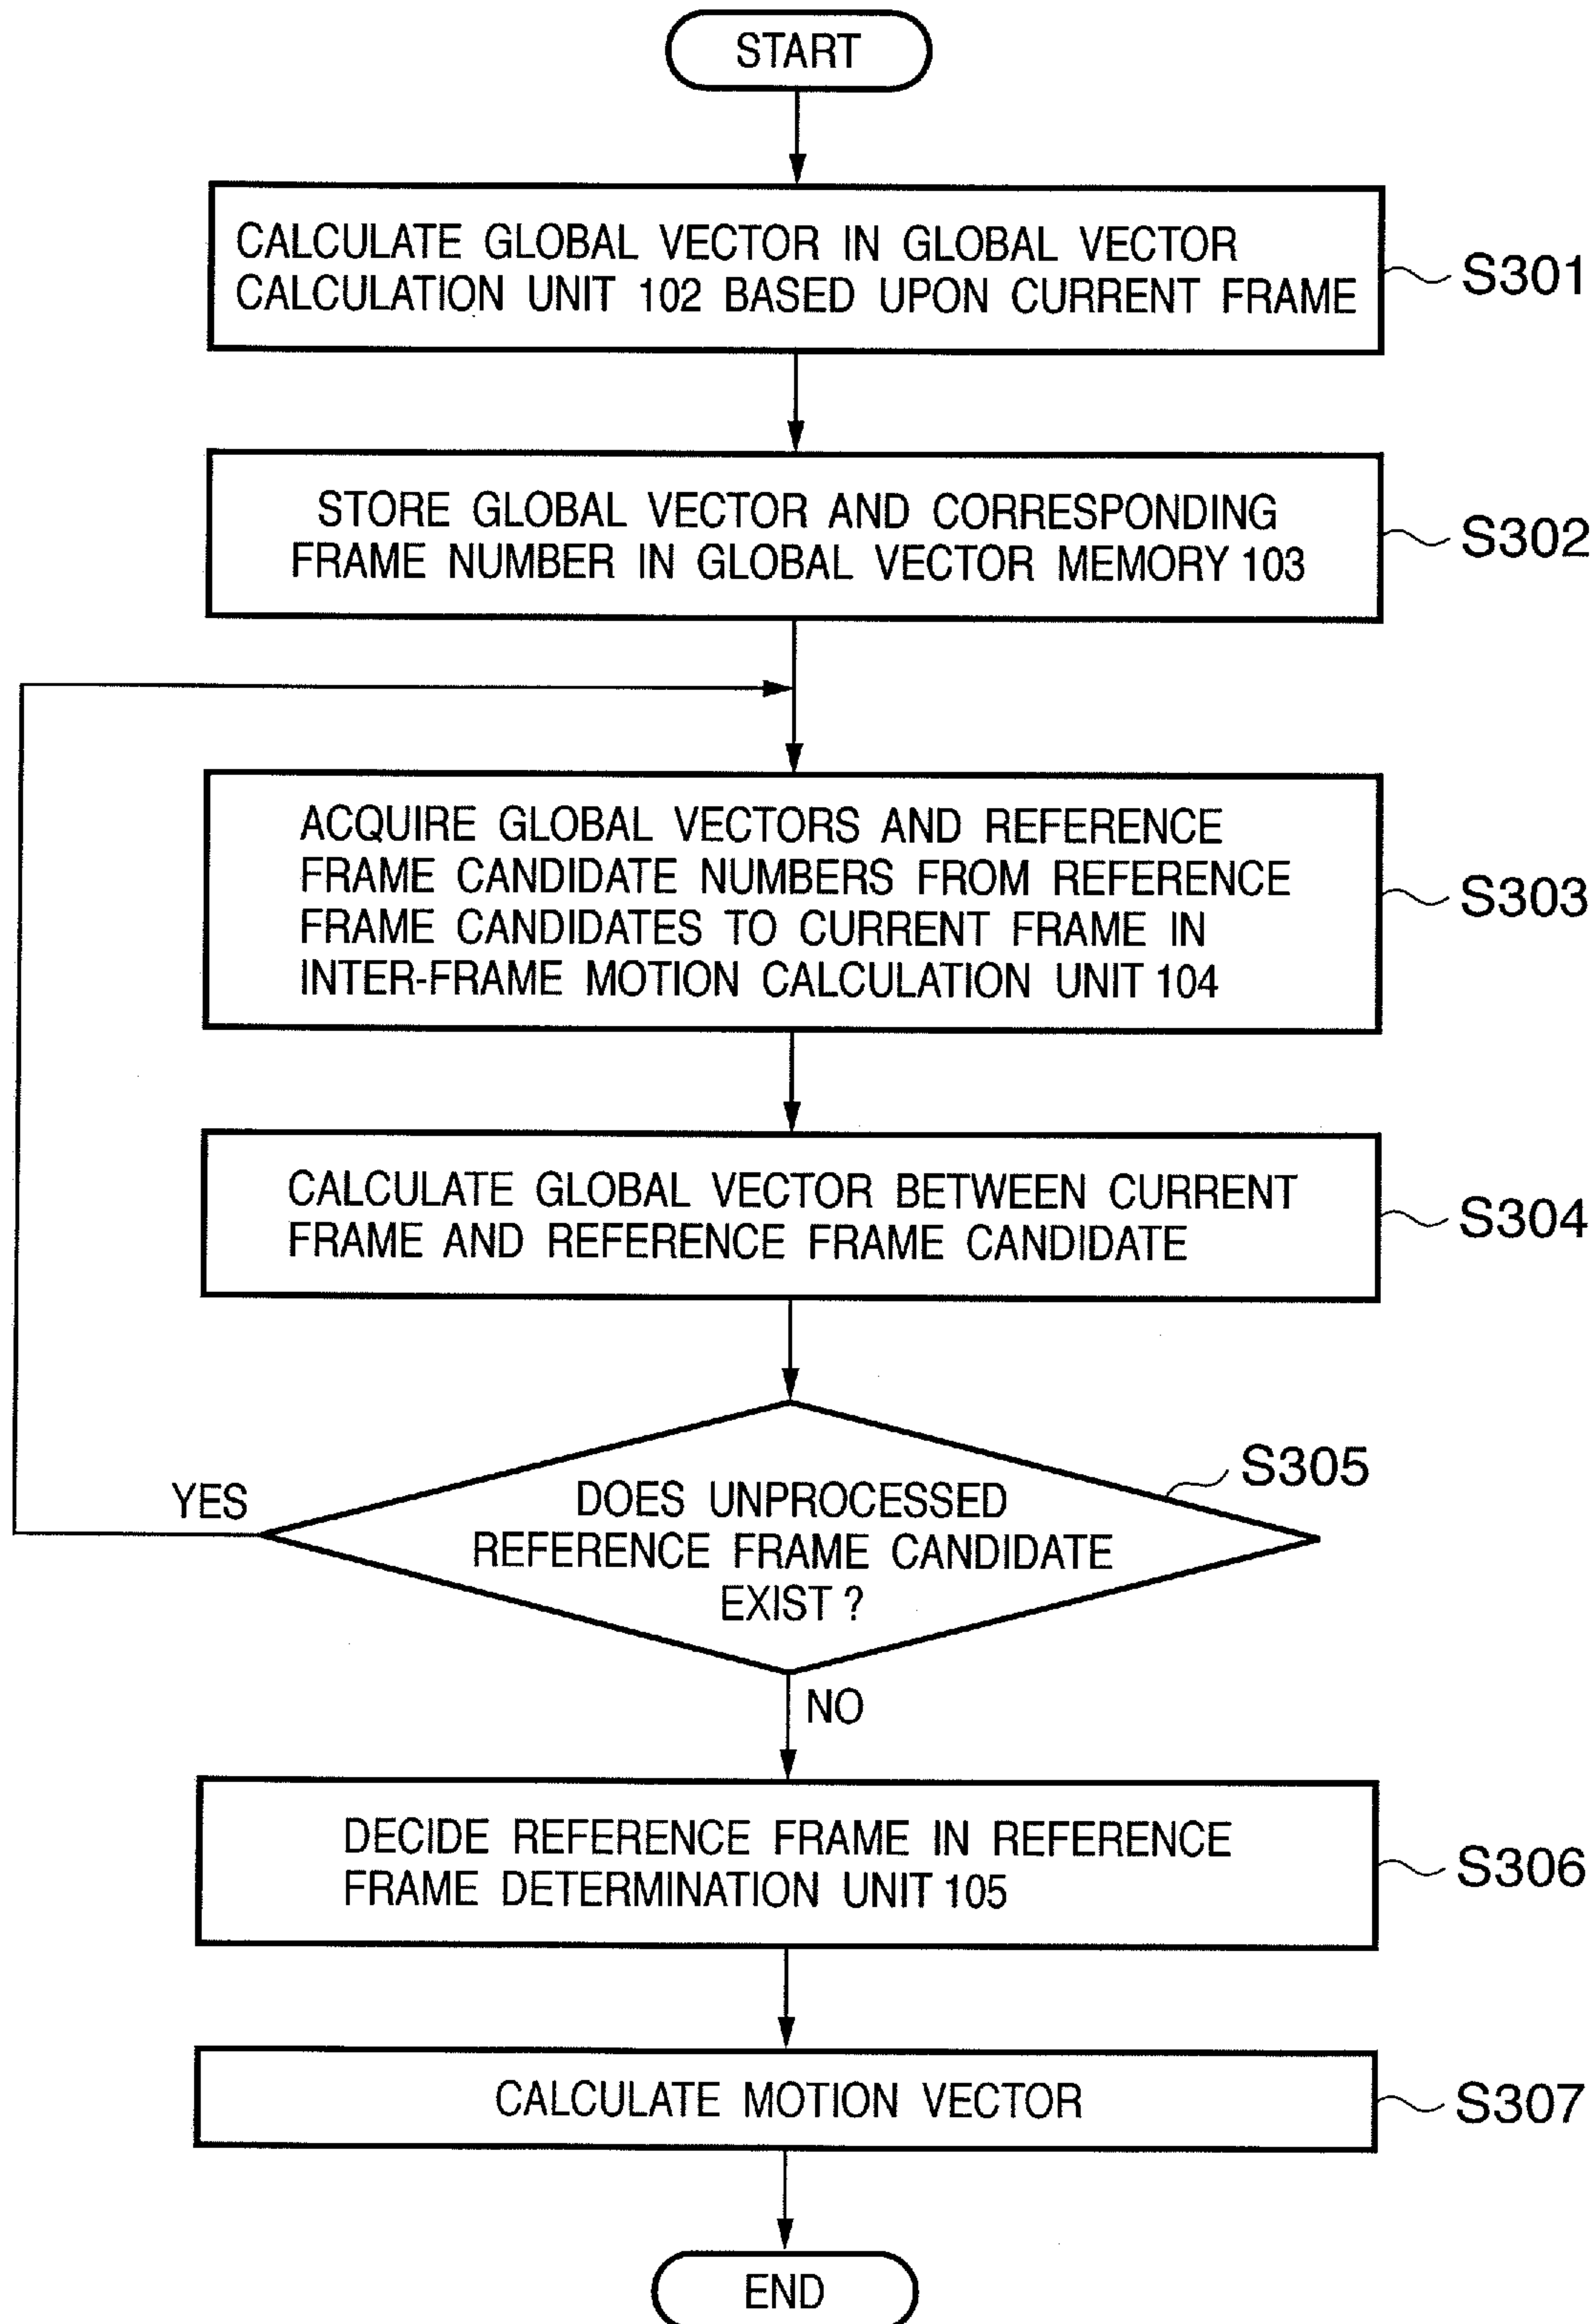 START
CALCULATE GLOBAL VECTOR IN GLOBAL VECTOR
CALCULATION UNIT 102 BASED UPON CURRENT FRAME
S301
STORE GLOBAL VECTOR AND CORRESPONDING
FRAME NUMBER IN GLOBAL VECTOR MEMORY 103
S302
ACQUIRE GLOBAL VECTORS AND REFERENCE
FRAME CANDIDATE NUMBERS FROM REFERENCE
FRAME CANDIDATES TO CURRENT FRAME IN
INTER-FRAME MOTION CALCULATION UNIT 104
S303
CALCULATE GLOBAL VECTOR BETWEEN CURRENT
FRAME AND REFERENCE FRAME CANDIDATE
S304
S305
YES
DOES UNPROCESSED
REFERENCE FRAME CANDIDATE
EXIST ?
NO
DECIDE REFERENCE FRAME IN REFERENCE
FRAME DETERMINATION UNIT 105
S306
CALCULATE MOTION VECTOR
S307
END